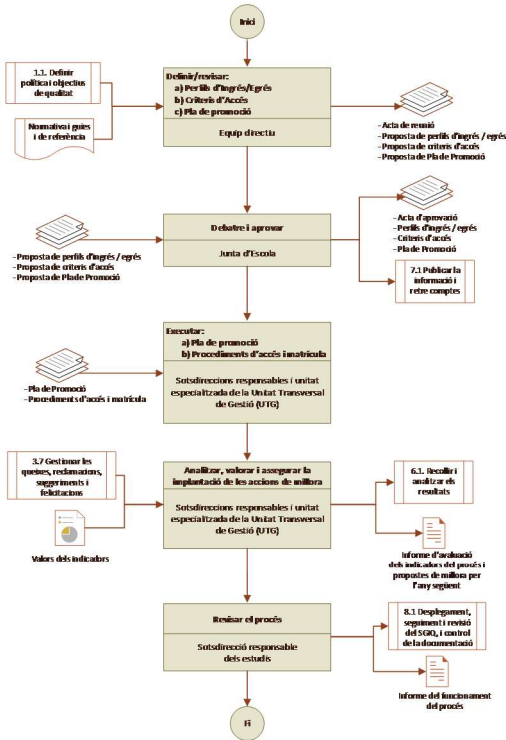 Inici
1.1. Definir
política i objectius
de qualitat
Normativa i guies
i de referència
Definir/revisar:
a) Perfils d'Ingrés/Egrés
b) Criteris d'Accés
c) Pla de promoció
Equip directiu
- Acta de reunió
- Proposta de perfils d'ingrés / egrés
- Proposta de criteris d'accés
- Proposta de Pla de Promoció
- Proposta de perfils d'ingrés / egrés
- Proposta de criteris d'accés
- Proposta de Pla de Promoció
Debatre i aprovar
Junta d'Escola
- Acta d'aprovació
- Perfils d'ingrés / egrés
- Criteris d'accés
- Pla de Promoció
7.1 Publicar la
informació i
retre comptes
- Pla de Promoció
- Procediments d'accés i matrícula
Executar:
a) Pla de promoció
b) Procediments d'accés i matrícula
Sotsdireccions responsables i unitat
especialitzada de la Unitat Transversal
de Gestió (UTG)
3.7 Gestionar les
queixes, reclamacions,
suggeriments i
felicitacions
Valors dels indicadors
Analitzar, valorar i assegurar la
implantació de les accions de millora
Sotsdireccions responsables i unitat
especialitzada de la Unitat Transversal
de Gestió (UTG)
6.1. Recollir i
analitzar els
resultats
Informe d'avaluació
dels indicadors del procés i
propostes de millora per
l'any següent
Revisar el procés
Sotsdirecció responsable
dels estudis
8.1 Desplegament,
seguiment i revisió
del SGIQ, i control
de la documentació
Informe del funcionament
del procés
Fi